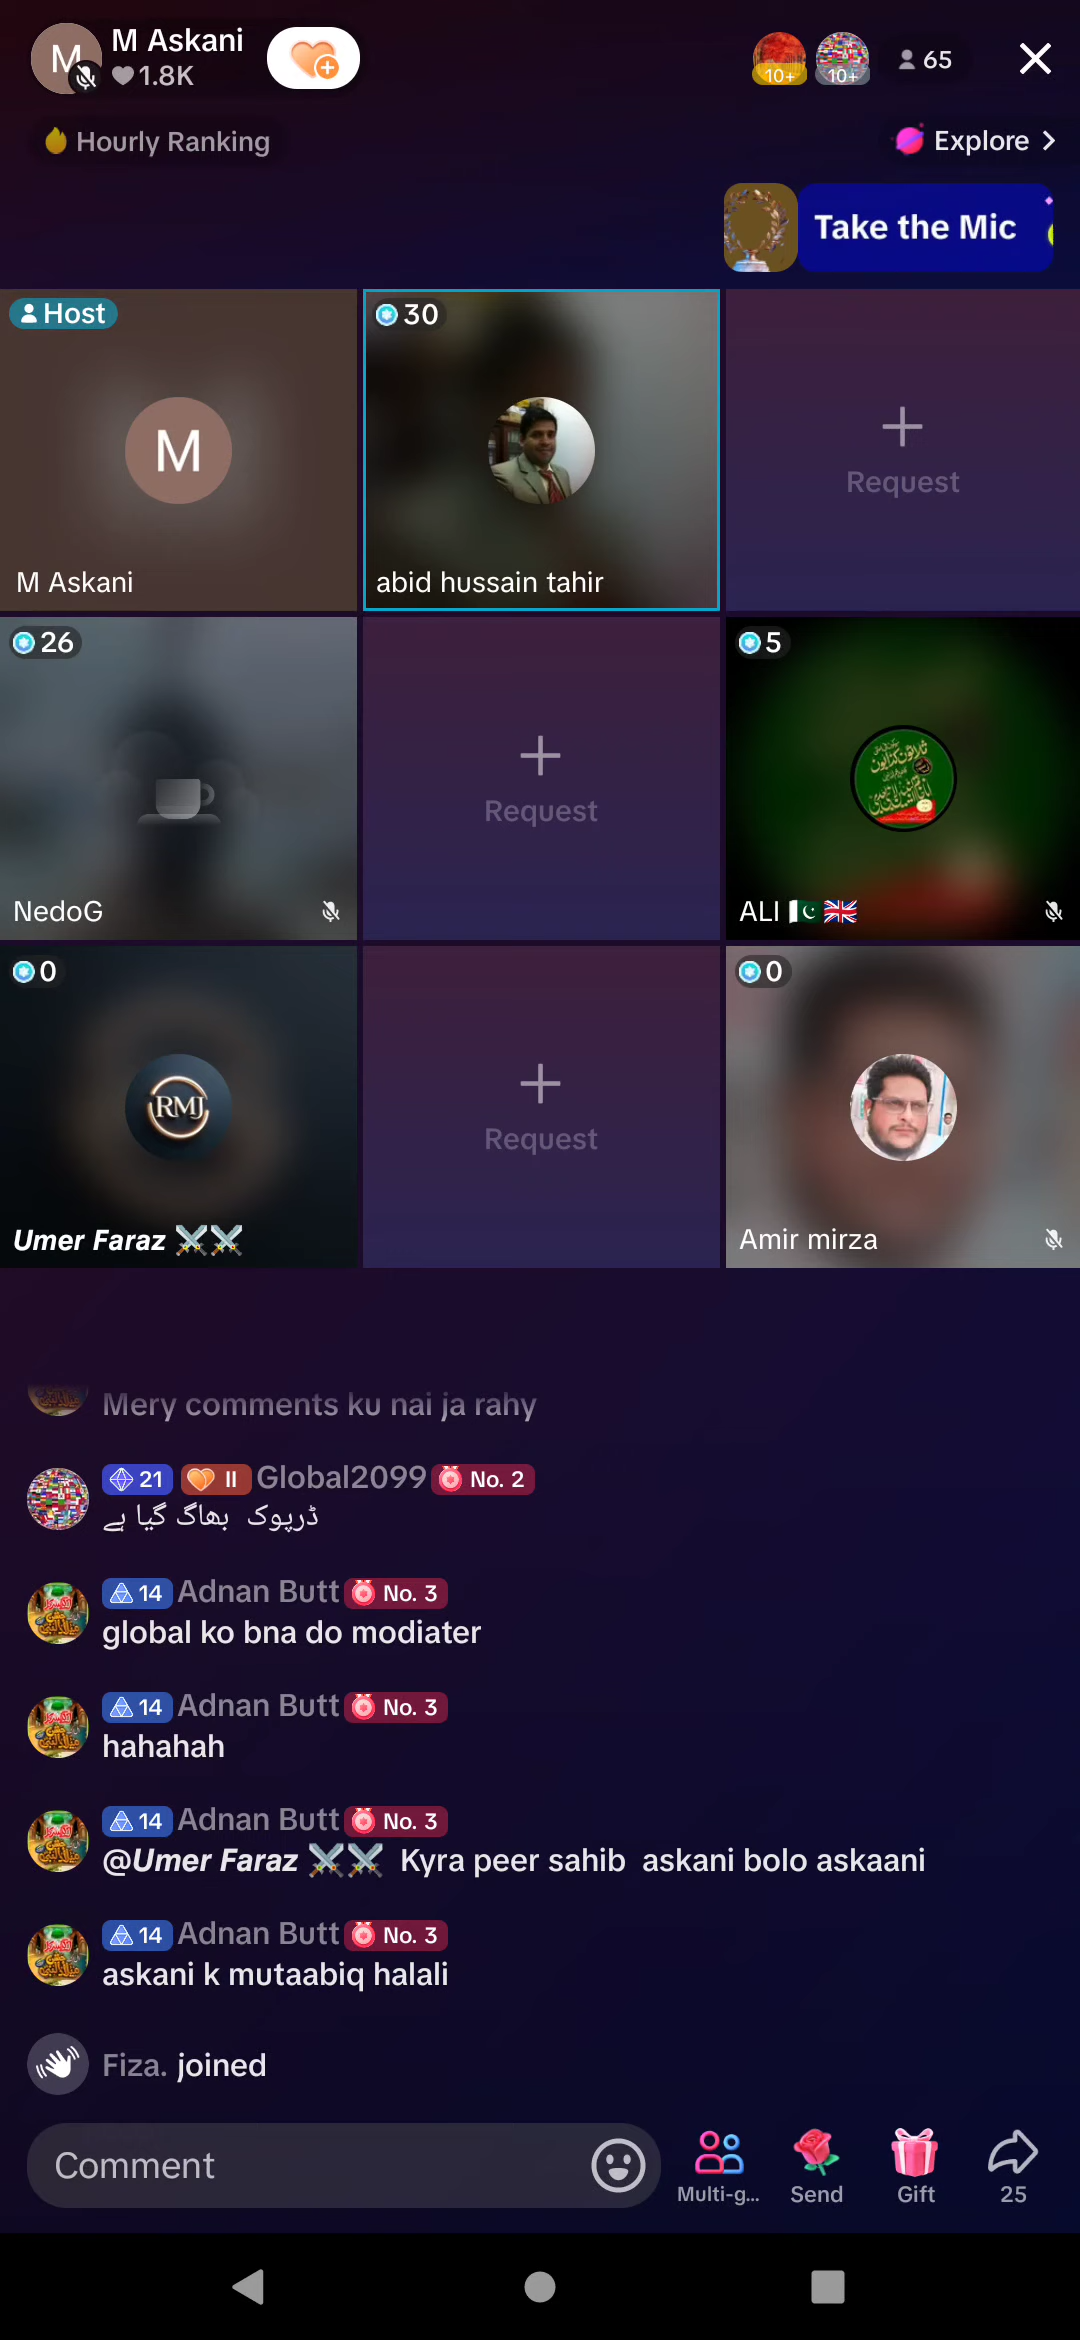 M Askani
1.8K
10+
10+
65
Hourly Ranking
Explore
Take the Mic
Host
M
M Askani
30
abid hussain tahir
Request
26
NedoG
Request
5
ALI 🇵🇰🇬🇧
0
RMJ
Umer Faraz ⚔️⚔️
Request
0
Amir mirza
Mery comments ku nai ja rahy
21 II Global2099 No. 2
ڈرپوک بھاگ گیا ہے
14 Adnan Butt No. 3
global ko bna do modiater
14 Adnan Butt No. 3
hahahah
14 Adnan Butt No. 3
@Umer Faraz ⚔️⚔️ Kyra peer sahib askani bolo askaani
14 Adnan Butt No. 3
askani k mutaabiq halali
Fiza. joined
Comment
Multi-g...
Send
Gift
25